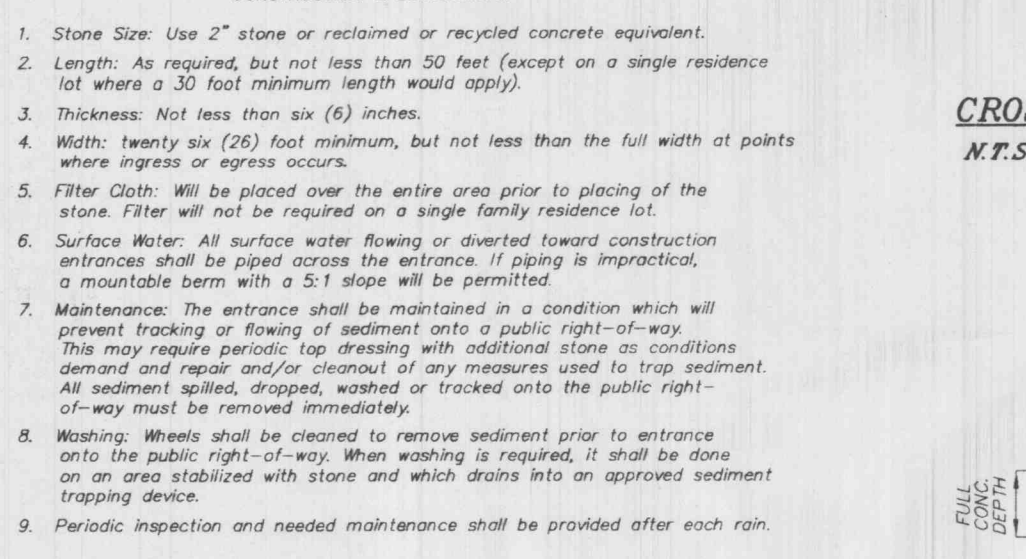 1. Stone Size: Use 2" stone or reclaimed or recycled concrete equivalent.
2. Length: As required, but not less than 50 feet (except on a single residence
lot where a 30 foot minimum length would apply).
3. Thickness: Not less than six (6) inches.
4. Width: twenty six (26) foot minimum, but not less than the full width at points
where ingress or egress occurs.
5. Filter Cloth: Will be placed over the entire area prior to placing of the
stone. Filter will not be required on a single family residence lot.
6. Surface Water: All surface water flowing or diverted toward construction
entrances shall be piped across the entrance. If piping is impractical,
a mountable berm with a 5:1 slope will be permitted.
7. Maintenance: The entrance shall be maintained in a condition which will
prevent tracking or flowing of sediment onto a public right-of-way.
This may require periodic top dressing with additional stone as conditions
demand and repair and/or cleanout of any measures used to trap sediment.
All sediment spilled, dropped, washed or tracked onto the public right-
of-way must be removed immediately.
8. Washing: Wheels shall be cleaned to remove sediment prior to entrance
onto the public right-of-way. When washing is required, it shall be done
on an area stabilized with stone and which drains into an approved sediment
trapping device.
9. Periodic inspection and needed maintenance shall be provided after each rain.
N.T.S
FULL
CONC.
DEPTH